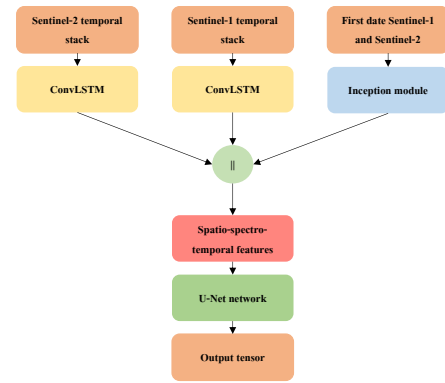 Sentinel-2 temporal
stack
Sentinel-1 temporal
stack
First date Sentinel-1
and Sentinel-2
ConvLSTM
ConvLSTM
Inception module
||
Spatio-spectro-
temporal features
U-Net network
Output tensor